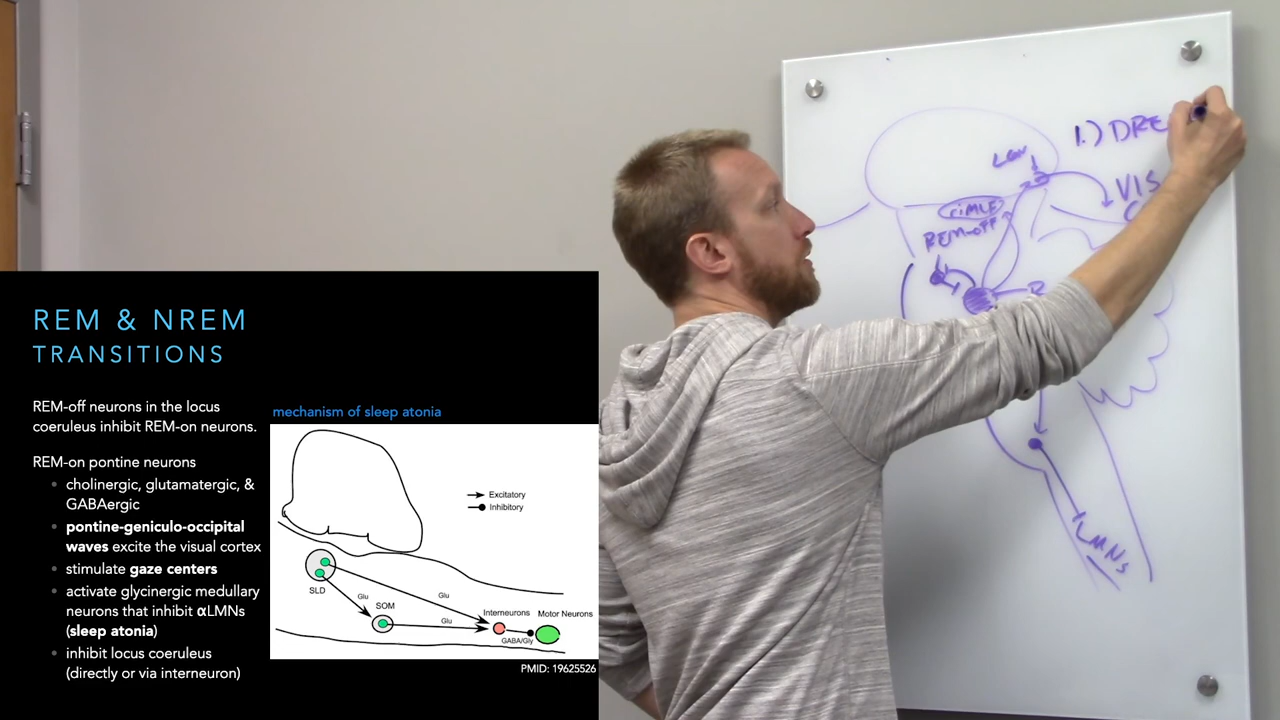 REM & NREM
TRANSITIONS
REM-off neurons in the locus
coeruleus inhibit REM-on neurons.
REM-on pontine neurons
cholinergic, glutamatergic, &
GABAergic
pontine-geniculo-occipital
waves excite the visual cortex
stimulate gaze centers
activate glycinergic medullary
neurons that inhibit αLMNs
(sleep atonia)
inhibit locus coeruleus
(directly or via interneuron)
mechanism of sleep atonia
Excitatory
Inhibitory
SLD
Glu
Glu
SOM
Glu
Interneurons
Motor Neurons
GABA/Gly
PMID: 19625526
1.) DRE
LGN
VIS
C
riMLF
REM-OFF
R
LMNs